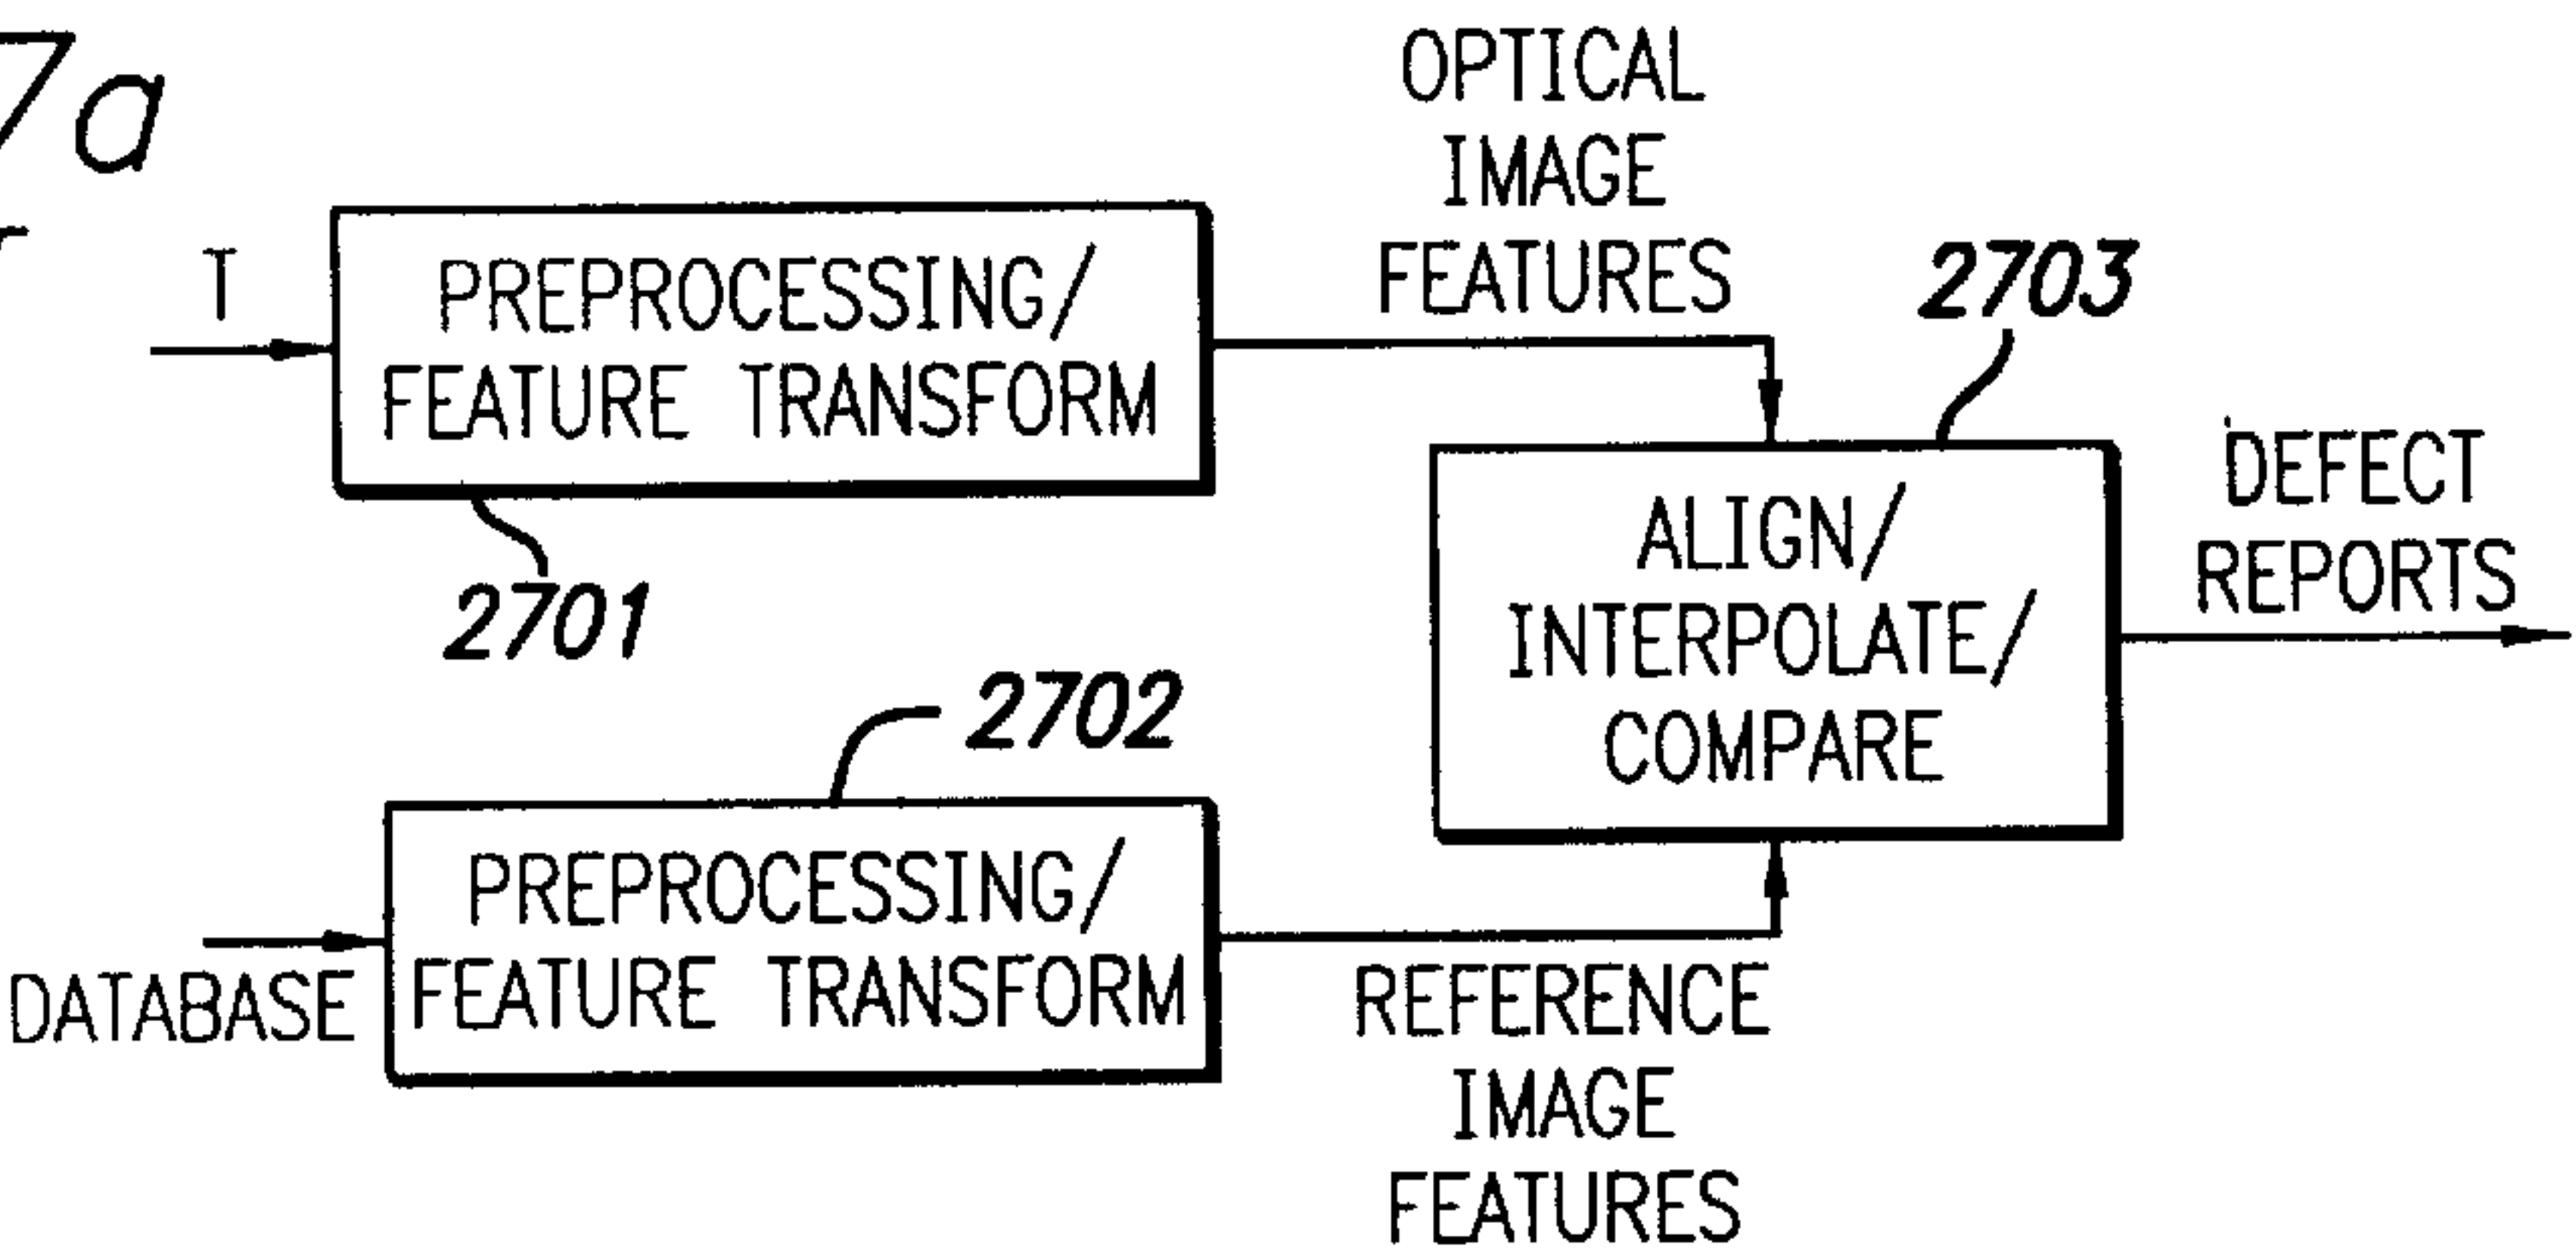 7a
T
PREPROCESSING/
FEATURE TRANSFORM
2701
OPTICAL
IMAGE
FEATURES
2703
ALIGN/
INTERPOLATE/
COMPARE
DEFECT
REPORTS
2702
DATABASE
PREPROCESSING/
FEATURE TRANSFORM
REFERENCE
IMAGE
FEATURES